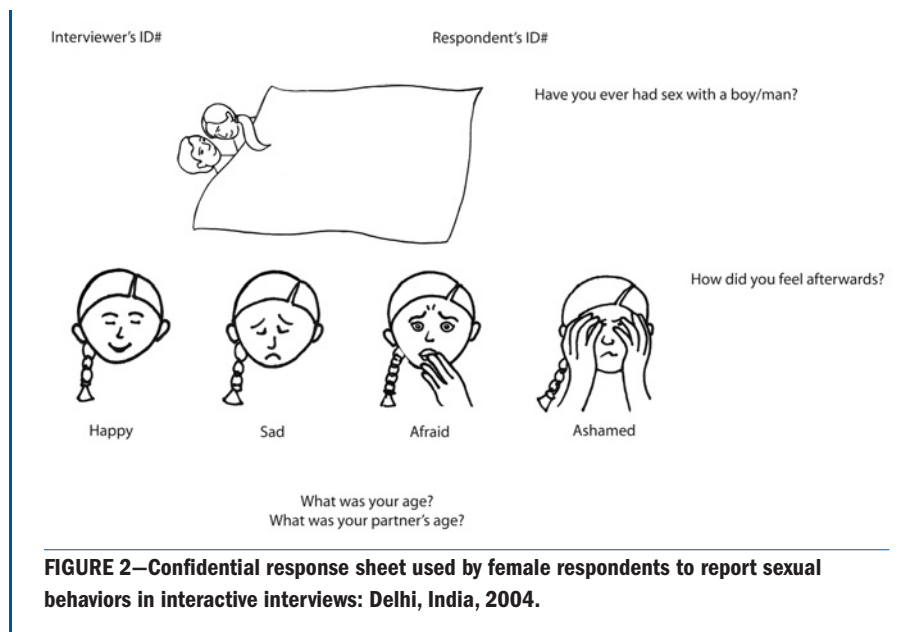 Interviewer's ID# Respondent's ID#
Have you ever had sex with a boy/man?
How did you feel afterwards?
Happy Sad Afraid Ashamed
What was your age?
What was your partner's age?
FIGURE 2—Confidential response sheet used by female respondents to report sexual
behaviors in interactive interviews: Delhi, India, 2004.